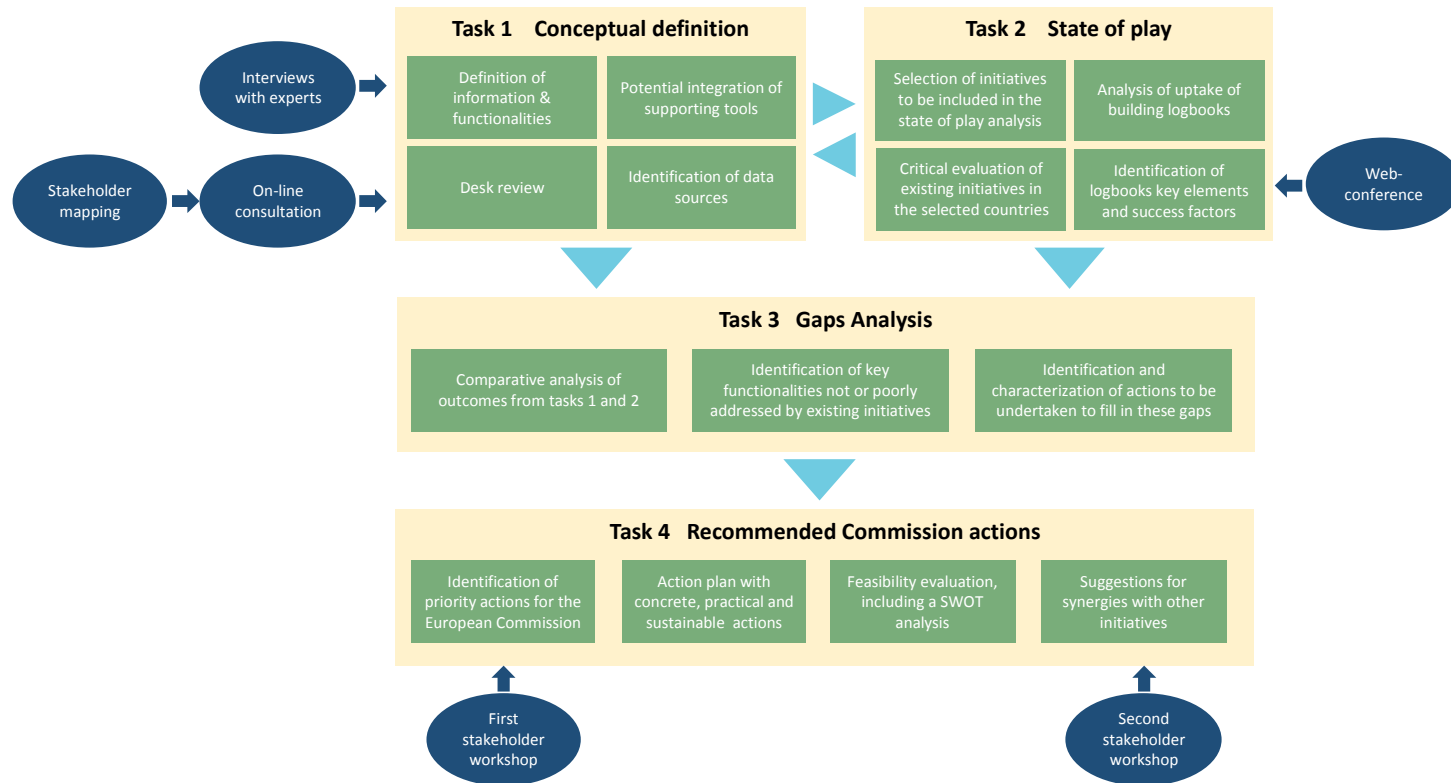 Task 1 Conceptual definition
Definition of
information &
functionalities
Potential integration of
supporting tools
Desk review
Identification of data
sources
Interviews
with experts
Stakeholder
mapping
On-line
consultation
Task 2 State of play
Selection of initiatives
to be included in the
state of play analysis
Analysis of uptake of
building logbooks
Critical evaluation of
existing initiatives in
the selected countries
Identification of
logbooks key elements
and success factors
Web-
conference
Task 3 Gaps Analysis
Comparative analysis of
outcomes from tasks 1 and 2
Identification of key
functionalities not or poorly
addressed by existing initiatives
Identification and
characterization of actions to be
undertaken to fill in these gaps
Task 4 Recommended Commission actions
Identification of
priority actions for the
European Commission
Action plan with
concrete, practical and
sustainable actions
Feasibility evaluation,
including a SWOT
analysis
Suggestions for
synergies with other
initiatives
First
stakeholder
workshop
Second
stakeholder
workshop